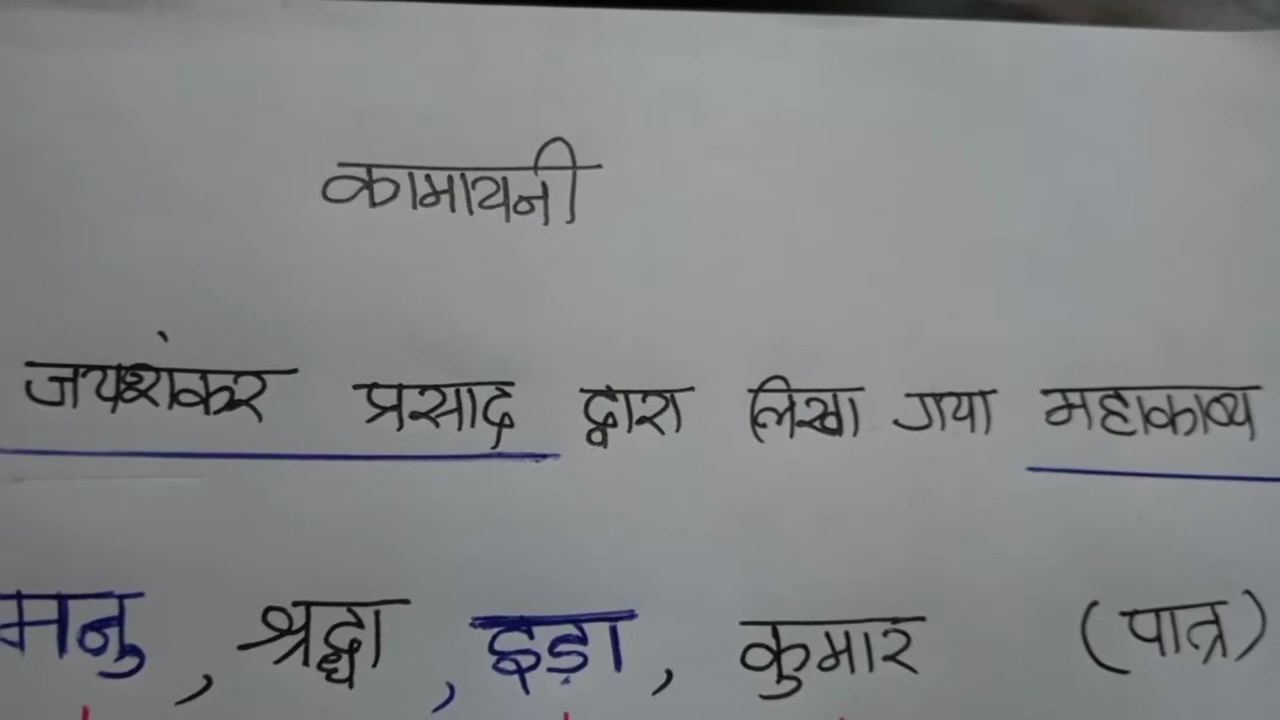 कामायनी
जयशंकर प्रसाद द्वारा लिखा गया महाकाव्य
मनु, श्रद्धा, इड़ा, कुमार (पात्र)